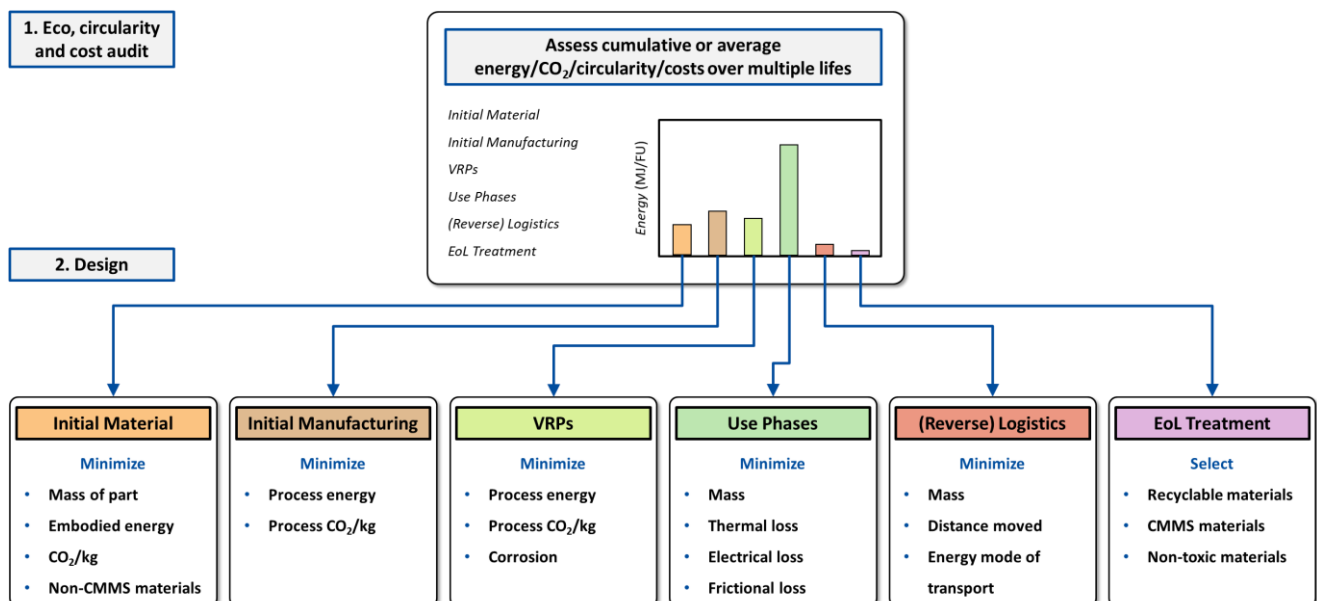 1. Eco, circularity
and cost audit
Assess cumulative or average
energy/CO₂/circularity/costs over multiple lifes
Initial Material
Initial Manufacturing
VRPs
Use Phases
(Reverse) Logistics
EoL Treatment
Energy (MJ/FU)
2. Design
Initial Material
Minimize
• Mass of part
• Embodied energy
• CO₂/kg
• Non-CMMS materials
Initial Manufacturing
Minimize
• Process energy
• Process CO₂/kg
VRPs
Minimize
• Process energy
• Process CO₂/kg
• Corrosion
Use Phases
Minimize
• Mass
• Thermal loss
• Electrical loss
• Frictional loss
(Reverse) Logistics
Minimize
• Mass
• Distance moved
• Energy mode of
transport
EoL Treatment
Select
• Recyclable materials
• CMMS materials
• Non-toxic materials